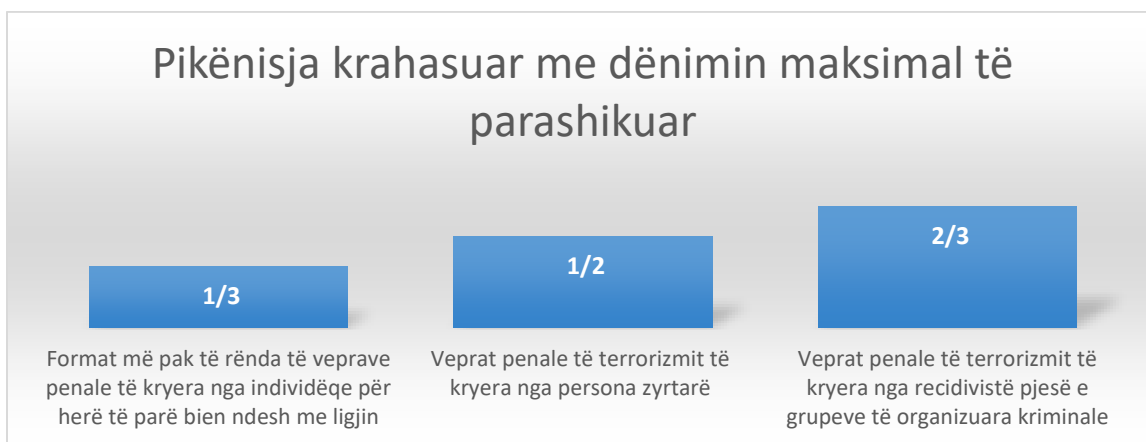 Pikënisja krahasuar me dënimin maksimal të
parashikuar
1/3
1/2
2/3
Format më pak të rënda të veprave
penale të kryera nga individëqe për
herë të parë bien ndesh me ligjin
Veprat penale të terrorizmit të
kryera nga persona zyrtarë
Veprat penale të terrorizmit të
kryera nga recidivistë pjesë e
grupeve të organizuara kriminale